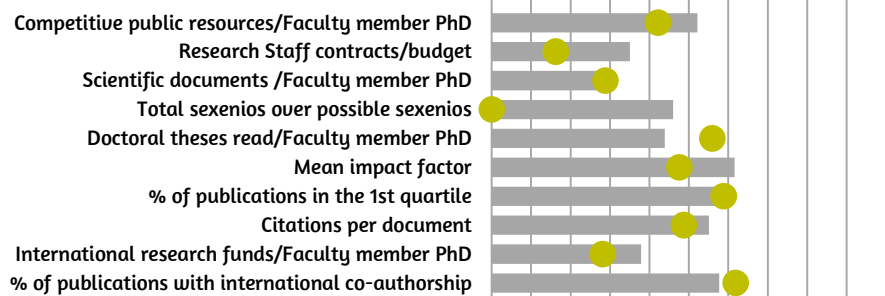 Competitive public resources/Faculty member PhD
Research Staff contracts/budget
Scientific documents /Faculty member PhD
Total sexenios over possible sexenios
Doctoral theses read/Faculty member PhD
Mean impact factor
% of publications in the 1st quartile
Citations per document
International research funds/Faculty member PhD
% of publications with international co-authorship